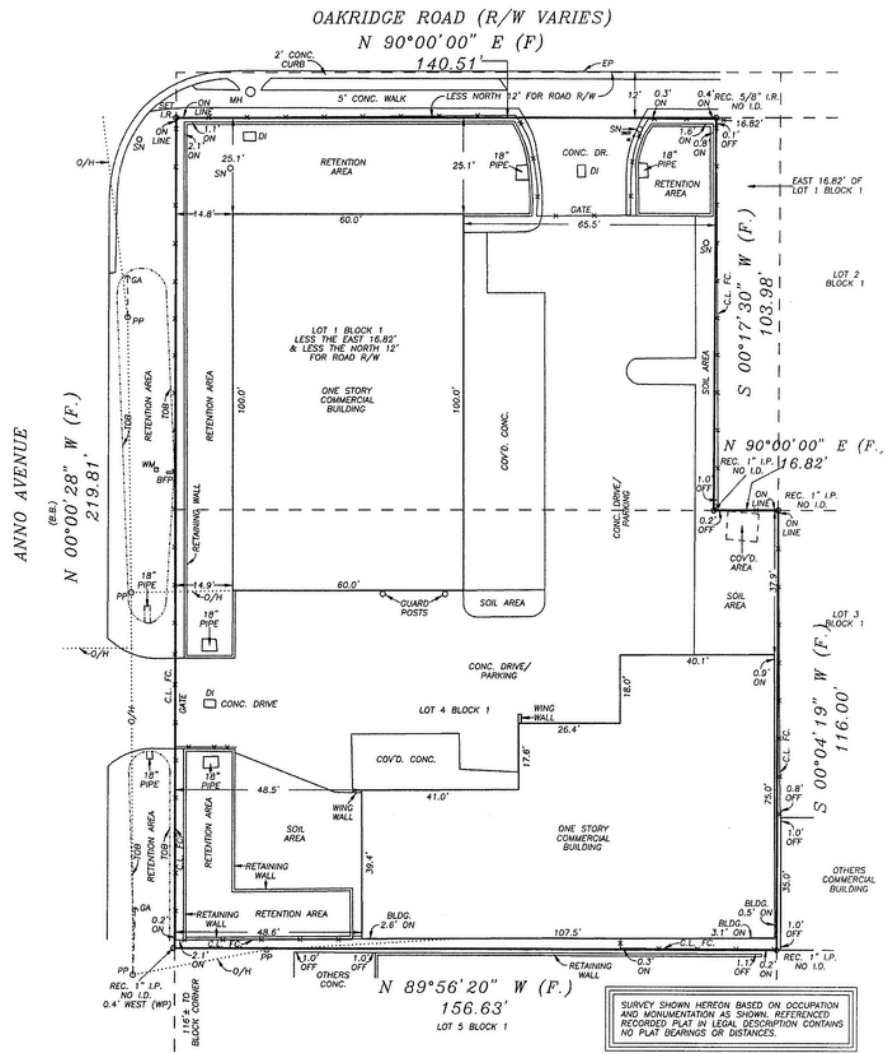 OAKRIDGE ROAD (R/W VARIES)
N 90°00'00" E (F)
140.51'
2' CONC.
CURB
EP
MH
5' CONC. WALK
LESS NORTH 12' FOR ROAD R/W
12'
0.3'
ON
0.4'
ON
REC. 5/8" I.R.
NO I.D.
16.82'
SET
I.R.
ON
LINE
ON
LINE
1.1'
ON
2.1'
ON
DI
SN
O/H
25.1'
SN
RETENTION
AREA
25.1'
18"
PIPE
CONC. DR.
DI
SN
18"
PIPE
1.6'
ON
0.8'
ON
0.1'
OFF
RETENTION
AREA
EAST 16.82' OF
LOT 1 BLOCK 1
14.8'
60.0'
GATE
65.5'
SN
GA
PP
LOT 2
BLOCK 1
S 00°17'30" W (F.)
103.98'
C.L. FC.
LOT 1 BLOCK 1
LESS THE EAST 16.82'
& LESS THE NORTH 12'
FOR ROAD R/W
ONE STORY
COMMERCIAL
BUILDING
100.0'
100.0'
RETENTION AREA
RETENTION AREA
TOB
TOB
WM
BFP
RETAINING WALL
COV'D. CONC.
CONC. DRIVE/
PARKING
SOIL AREA
ANNO AVENUE
(B.B.)
N 00°00'28" W (F.)
219.81'
N 90°00'00" E (F.)
16.82'
REC. 1" I.P.
NO I.D.
1.0'
OFF
0.2'
OFF
ON
LINE
REC. 1" I.P.
NO I.D.
ON
LINE
COV'D.
AREA
SOIL
AREA
37.9'
LOT 3
BLOCK 1
14.9'
60.0'
O/H
GUARD
POSTS
SOIL AREA
PP
18"
PIPE
18"
PIPE
O/H
40.1'
0.9'
ON
S 00°04'19" W (F.)
116.00'
CONC. DRIVE/
PARKING
18.0'
C.L. FC.
GATE
O/H
DI
CONC. DRIVE
LOT 4 BLOCK 1
WING
WALL
26.4'
17.6'
COV'D. CONC.
18"
PIPE
18"
PIPE
48.5'
41.0'
WING
WALL
C.L. FC.
75.0'
0.8'
OFF
1.0'
OFF
RETENTION AREA
TOB
TOB
C.L. FC.
RETENTION AREA
SOIL
AREA
39.4'
ONE STORY
COMMERCIAL
BUILDING
35.0'
OTHERS
COMMERCIAL
BUILDING
RETAINING
WALL
GA
0.2'
ON
RETAINING
WALL
RETENTION AREA
48.6'
BLDG.
2.6' ON
107.5'
BLDG.
0.5' ON
3.1' ON
1.0'
OFF
C.L. FC.
C.L. FC.
PP
PP
2.1'
ON
O/H
1.0'
OFF
1.0'
OFF
OTHERS
CONC.
0.3'
ON
1.1'
OFF
0.2'
ON
REC. 1" I.P.
NO I.D.
RETAINING
WALL
REC. 1" I.P.
NO I.D.
0.4' WEST (WP)
116'± TO
BLOCK CORNER
N 89°56'20" W (F.)
156.63'
LOT 5 BLOCK 1
SURVEY SHOWN HEREON BASED ON OCCUPATION
AND MONUMENTATION AS SHOWN. REFERENCED
RECORDED PLAT IN LEGAL DESCRIPTION CONTAINS
NO PLAT BEARINGS OR DISTANCES.